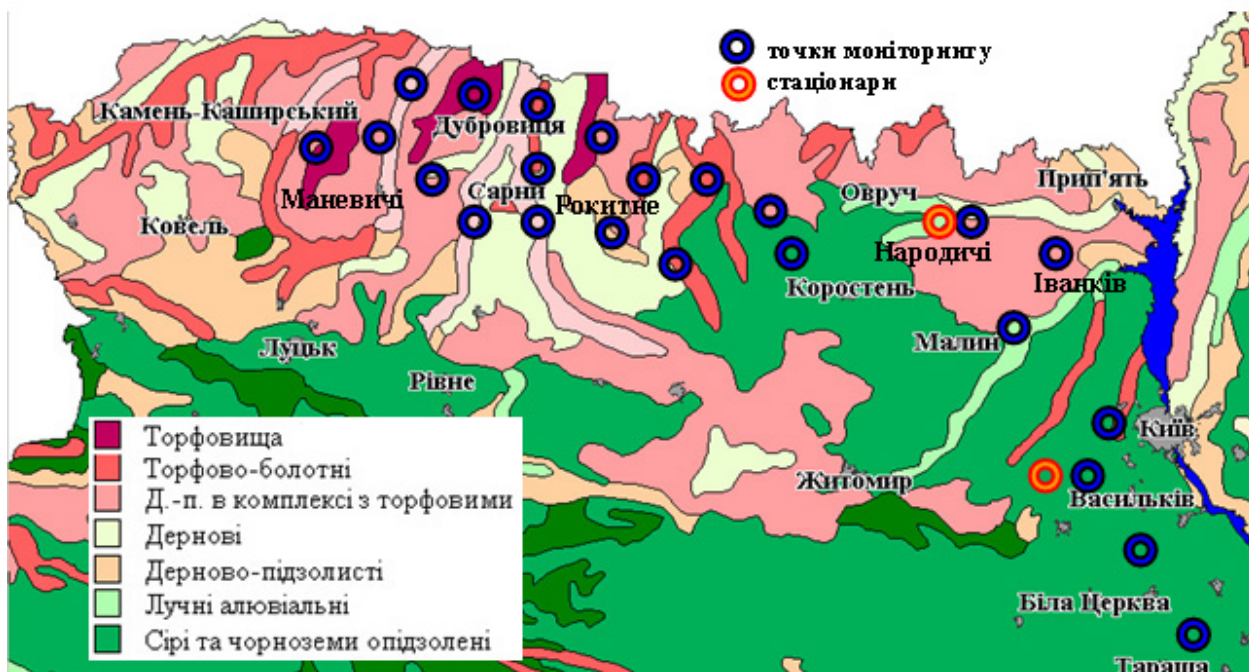 точки моніторингу
стаціонари
Камень-Каширський
Дубровиця
Маневичі
Сарни
Рокитне
Овруч
Прип'ять
Ковель
Народичі
Іванків
Коростень
Луцьк
Малин
Рівне
Київ
Житомир
Васильків
Біла Церква
Тараща
Торфовища
Торфово-болотні
Д.-п. в комплексі з торфовими
Дернові
Дерново-підзолисті
Лучні алювіальні
Сірі та чорноземи опідзолені